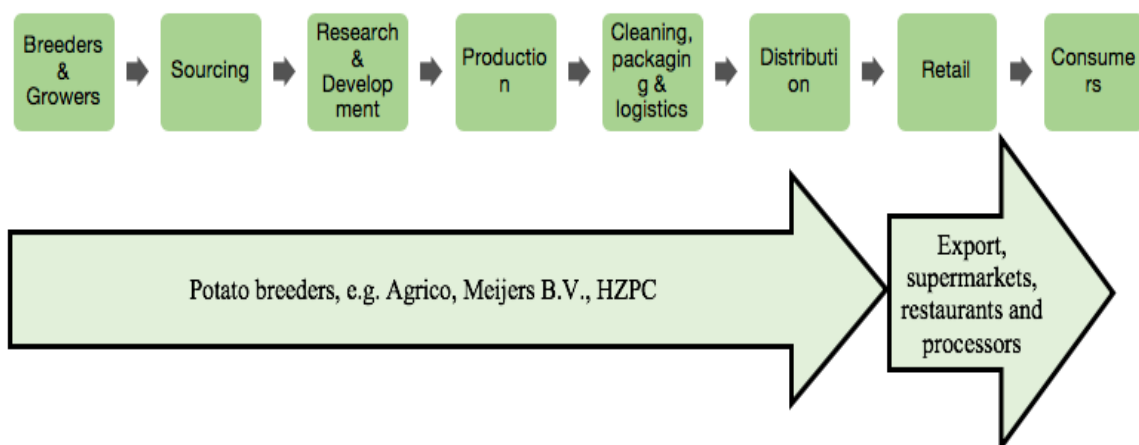 Breeders
&
Growers
Sourcing
Research
&
Develop
ment
Productio
n
Cleaning,
packagin
g &
logistics
Distributi
on
Retail
Consume
rs
Potato breeders, e.g. Agrico, Meijers B.V., HZPC
Export,
supermarkets,
restaurants and
processors